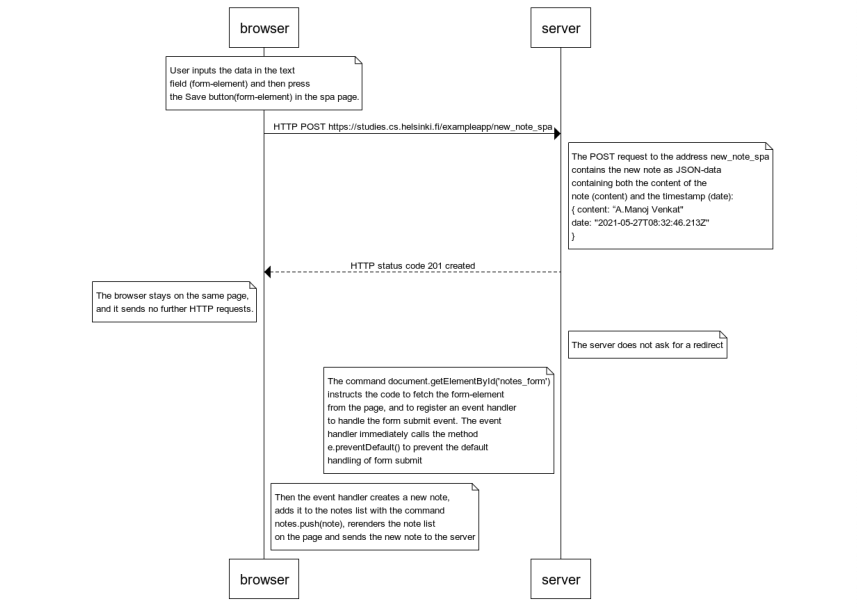 browser
server
User inputs the data in the text
field (form-element) and then press
the Save button(form-element) in the spa page.
HTTP POST https://studies.cs.helsinki.fi/exampleapp/new_note_spa
The POST request to the address new_note_spa
contains the new note as JSON-data
containing both the content of the
note (content) and the timestamp (date):
{ content: "A.Manoj Venkat"
date: "2021-05-27T08:32:46.213Z"
}
HTTP status code 201 created
The browser stays on the same page,
and it sends no further HTTP requests.
The server does not ask for a redirect
The command document.getElementById('notes_form')
instructs the code to fetch the form-element
from the page, and to register an event handler
to handle the form submit event. The event
handler immediately calls the method
e.preventDefault() to prevent the default
handling of form submit
Then the event handler creates a new note,
adds it to the notes list with the command
notes.push(note), rerenders the note list
on the page and sends the new note to the server
browser
server